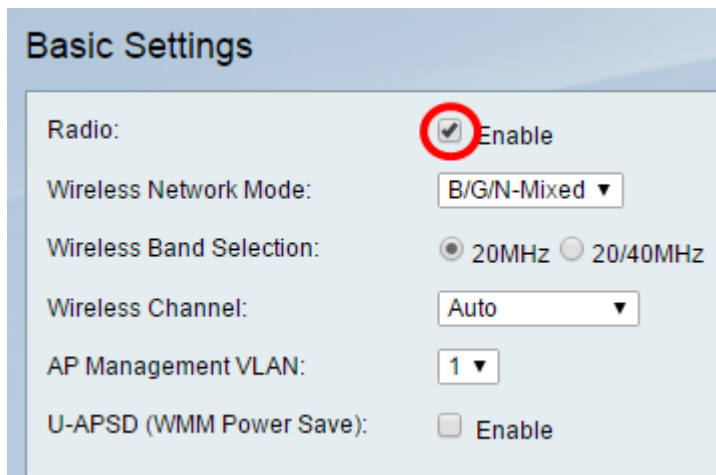 Basic Settings
Radio: Enable
Wireless Network Mode: B/G/N-Mixed
Wireless Band Selection: 20MHz 20/40MHz
Wireless Channel: Auto
AP Management VLAN: 1
U-APSD (WMM Power Save): Enable